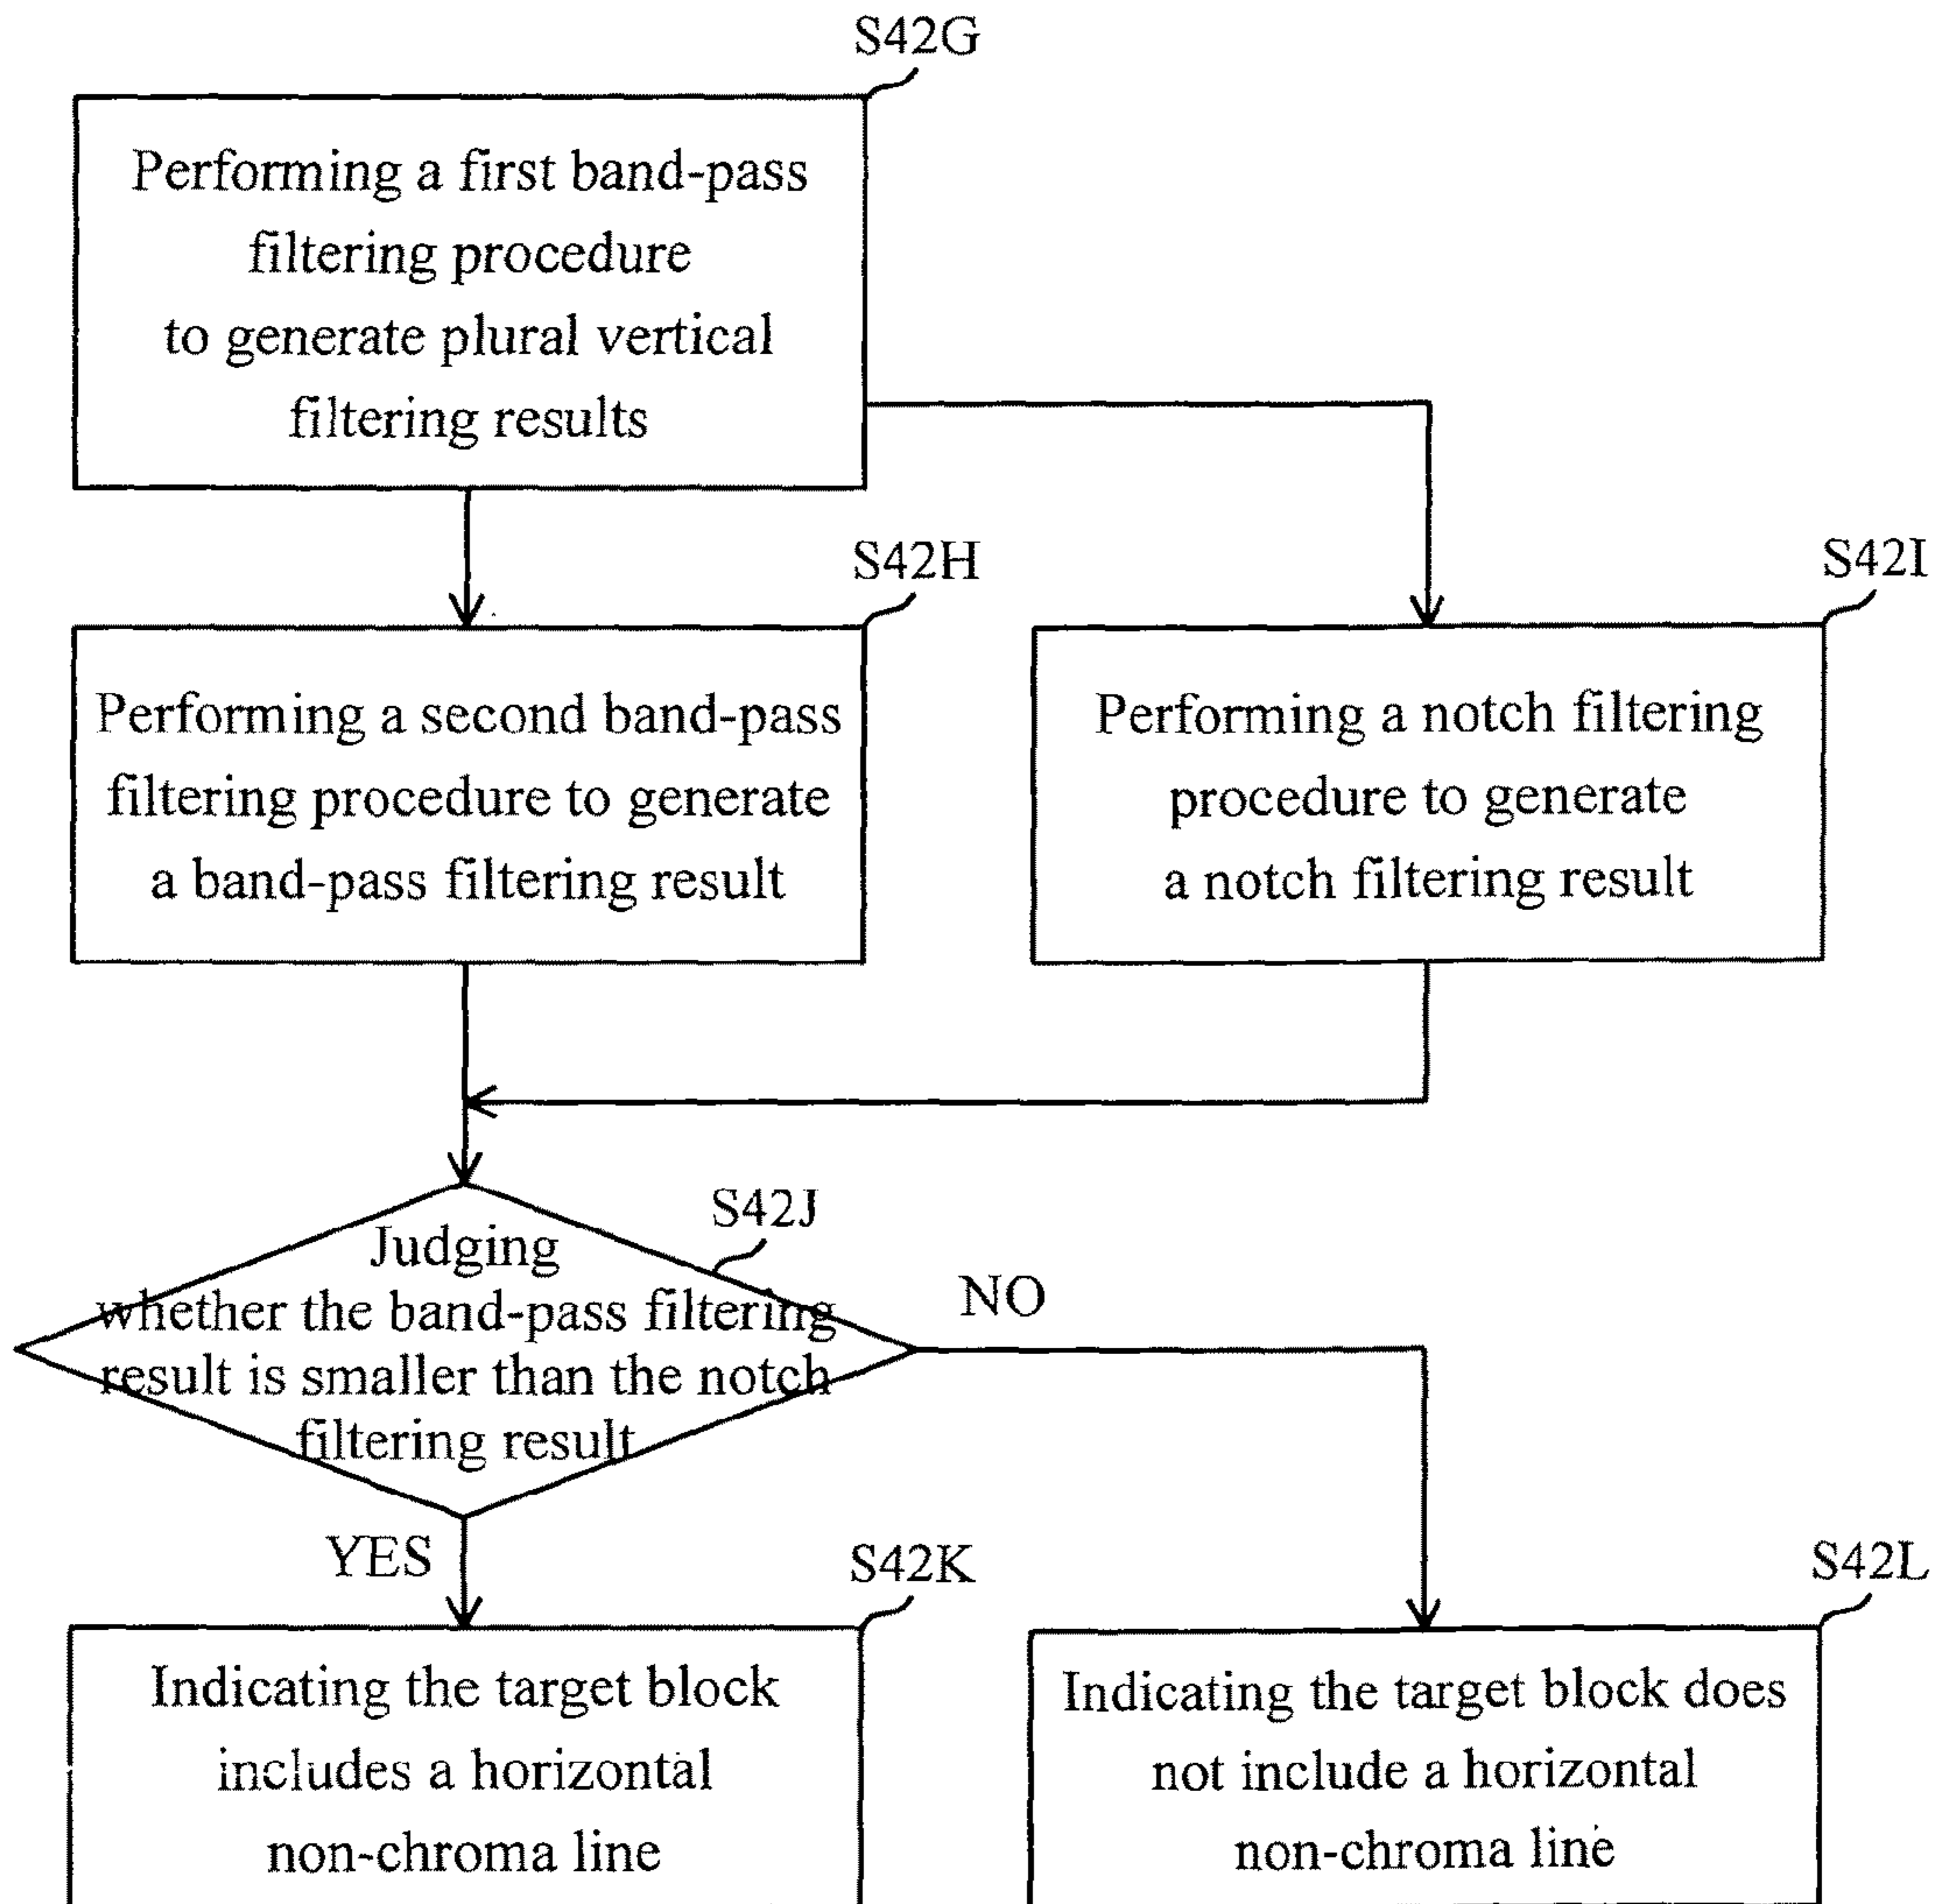 S42G
Performing a first band-pass
filtering procedure
to generate plural vertical
filtering results
S42H
Performing a second band-pass
filtering procedure to generate
a band-pass filtering result
S42I
Performing a notch filtering
procedure to generate
a notch filtering result
S42J
Judging
whether the band-pass filtering
result is smaller than the notch
filtering result
NO
YES
S42K
Indicating the target block
includes a horizontal
non-chroma line
S42L
Indicating the target block does
not include a horizontal
non-chroma line